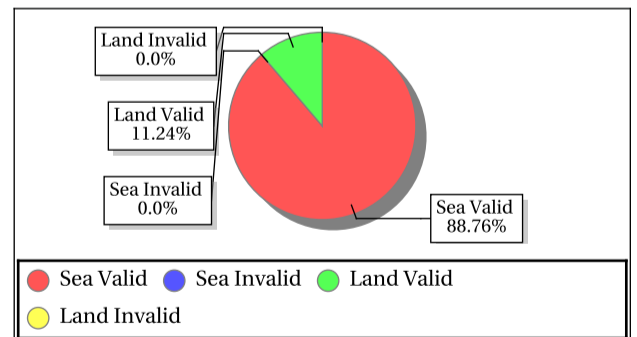 Land Invalid
0.0%
Land Valid
11.24%
Sea Invalid
0.0%
Sea Valid
88.76%
Sea Valid Sea Invalid Land Valid
Land Invalid